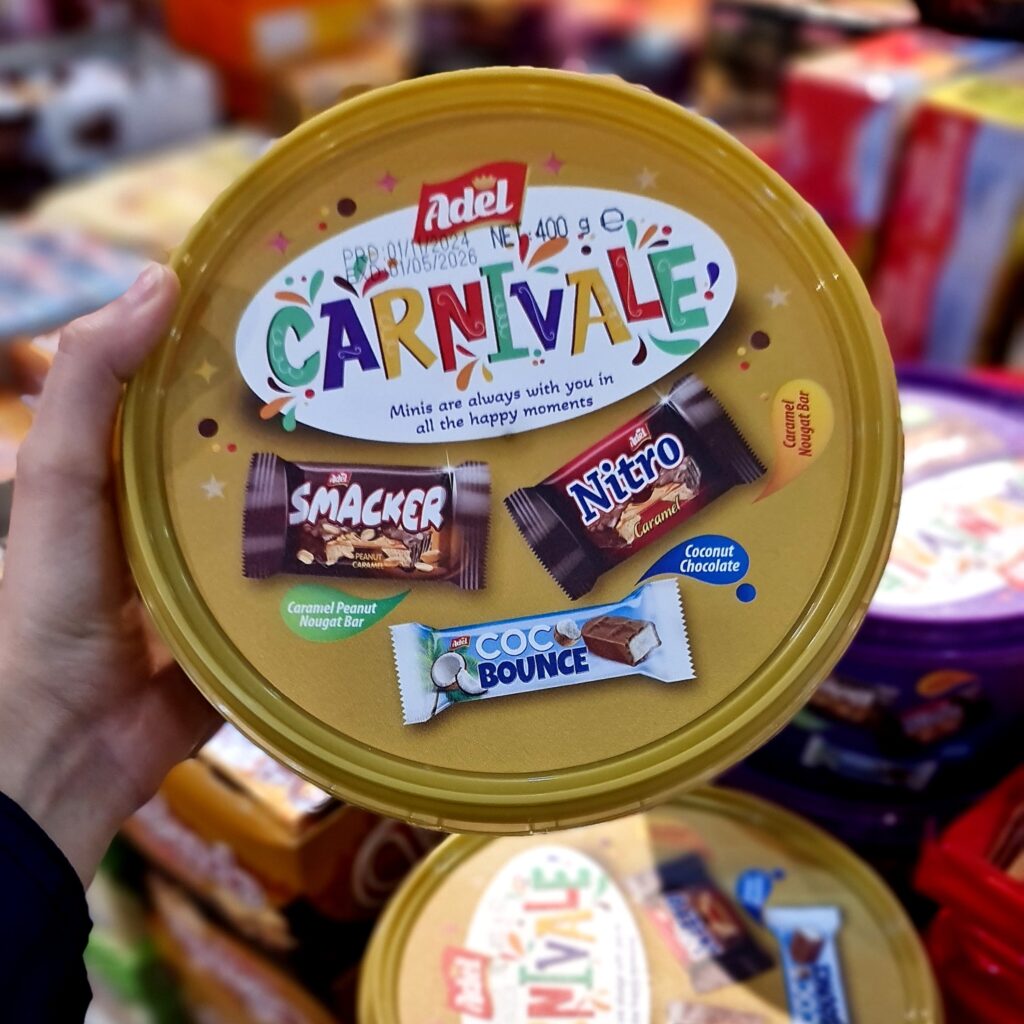 Adel
PRD:01/11/2024 NET:400 g e
EXP:01/05/2026
CARNIVALE
Minis are always with you in
all the happy moments
Caramel
Nougat Bar
Adel
Nitro
Caramel
Adel
SMACKER
PEANUT
CARAMEL
Coconut
Chocolate
Caramel Peanut
Nougat Bar
Adel
COCO
BOUNCE
Adel
CARNIVALE